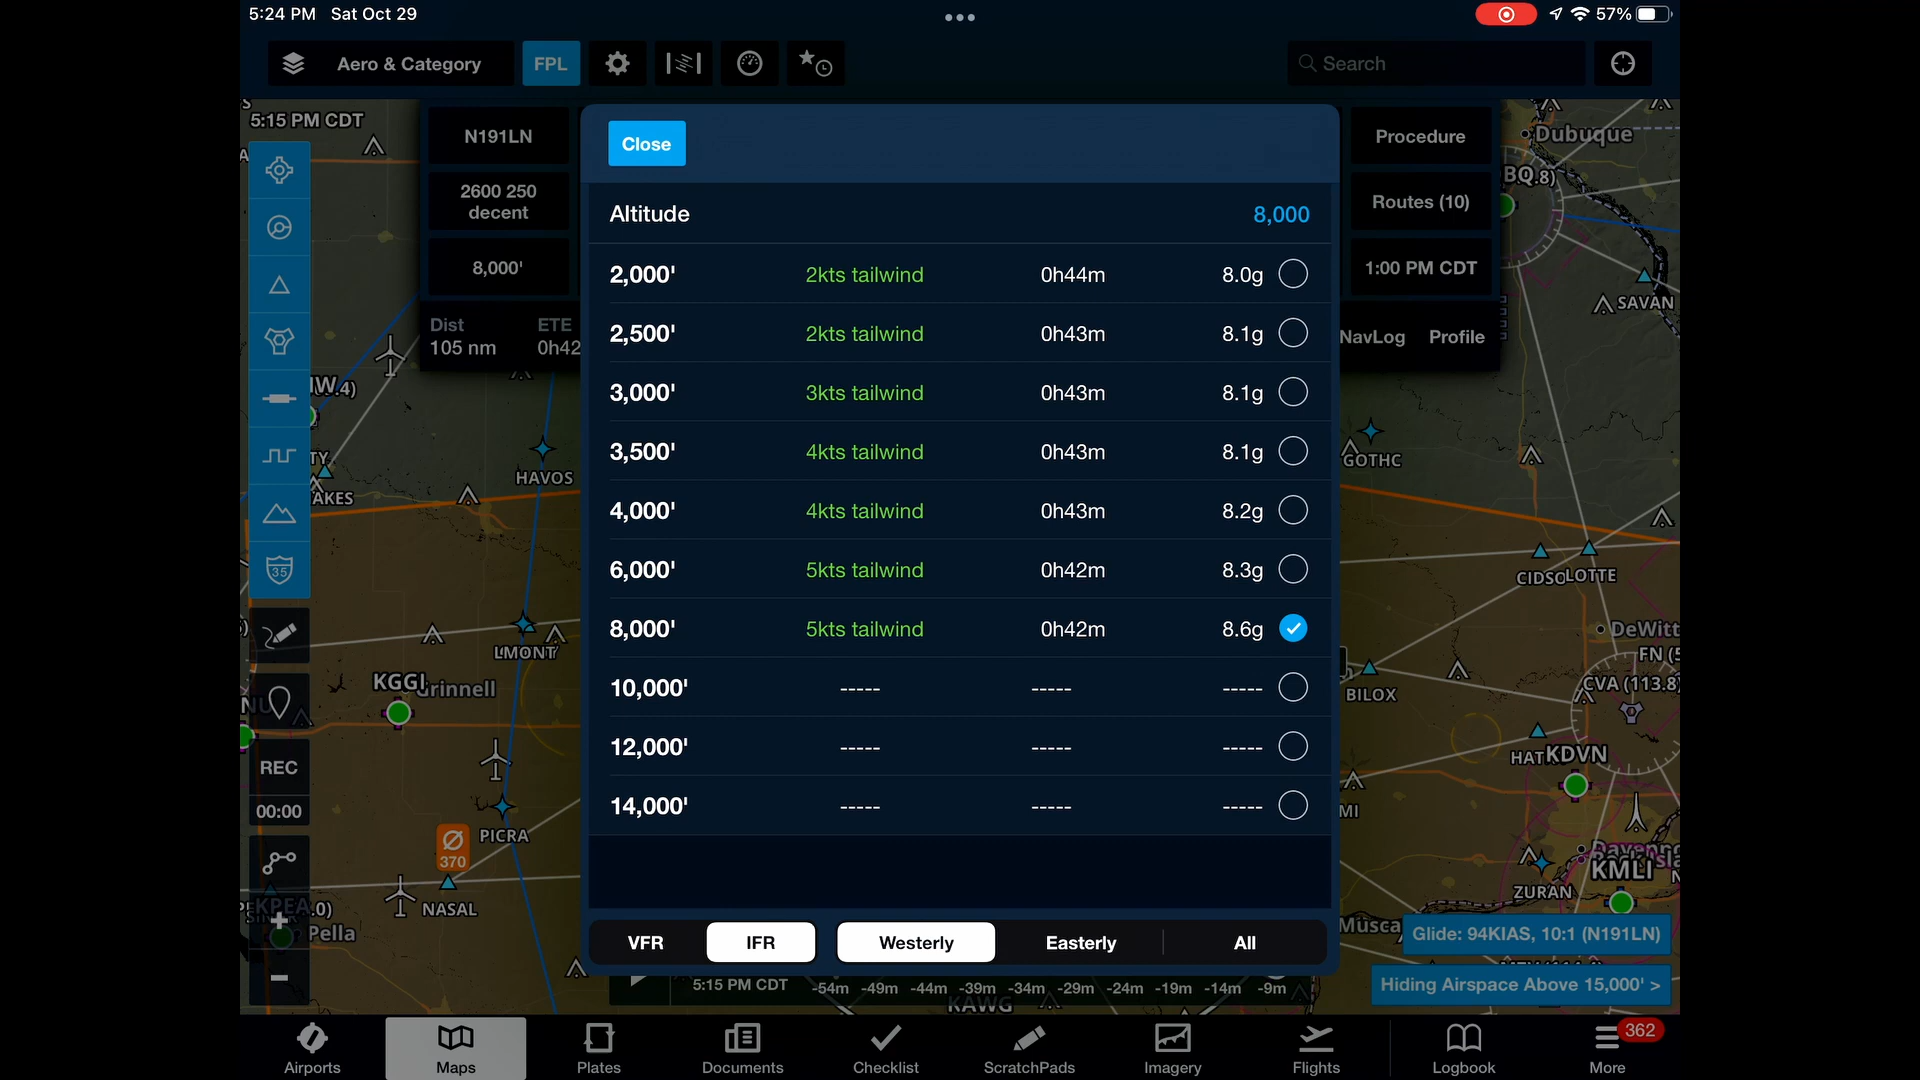 5:24 PM Sat Oct 29
57%
Aero & Category
FPL
Search
5:15 PM CDT
N191LN
2600 250
decent
8,000'
Dist
105 nm
ETE
0h42
Procedure
Routes (10)
1:00 PM CDT
NavLog Profile
Close
Altitude 8,000
2,000' 2kts tailwind 0h44m 8.0g
2,500' 2kts tailwind 0h43m 8.1g
3,000' 3kts tailwind 0h43m 8.1g
3,500' 4kts tailwind 0h43m 8.1g
4,000' 4kts tailwind 0h43m 8.2g
6,000' 5kts tailwind 0h42m 8.3g
8,000' 5kts tailwind 0h42m 8.6g
10,000' ----- ----- -----
12,000' ----- ----- -----
14,000' ----- ----- -----
VFR IFR Westerly Easterly All
5:15 PM CDT -54m -49m -44m -39m -34m -29m -24m -19m -14m -9m
Dubuque
SAVAN
GOTHC
CIDSO
LOTTE
DeWitt
BILOX
CVA (113.8)
KDVN
KMLI
ZURAN
Musca
HAVOS
LMONT
KGGI
Grinnell
PICRA
370
NASAL
Pella
KAWG
35
REC
00:00
Glide: 94KIAS, 10:1 (N191LN)
Hiding Airspace Above 15,000' >
Airports
Maps
Plates
Documents
Checklist
ScratchPads
Imagery
Flights
Logbook
More
362